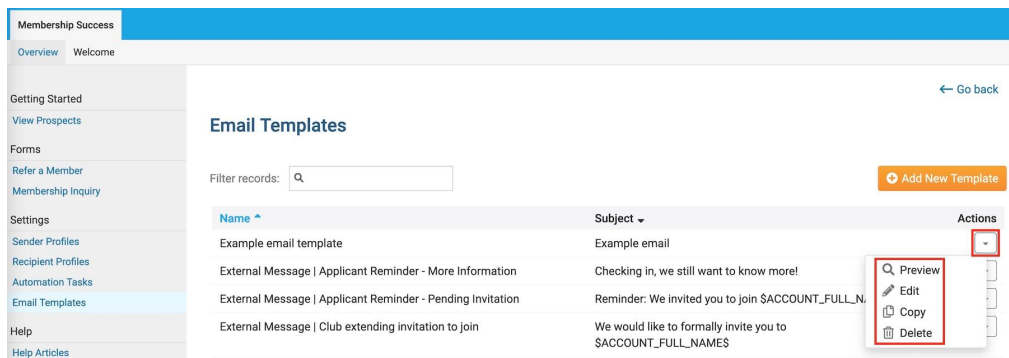 Membership Success
Overview Welcome
Getting Started
View Prospects
Forms
Refer a Member
Membership Inquiry
Settings
Sender Profiles
Recipient Profiles
Automation Tasks
Email Templates
Help
Help Articles
← Go back
Email Templates
Filter records:
Add New Template
Name Subject Actions
Example email template Example email
External Message | Applicant Reminder - More Information Checking in, we still want to know more!
External Message | Applicant Reminder - Pending Invitation Reminder: We invited you to join $ACCOUNT_FULL_NA
External Message | Club extending invitation to join We would like to formally invite you to
$ACCOUNT_FULL_NAME$
Preview
Edit
Copy
Delete